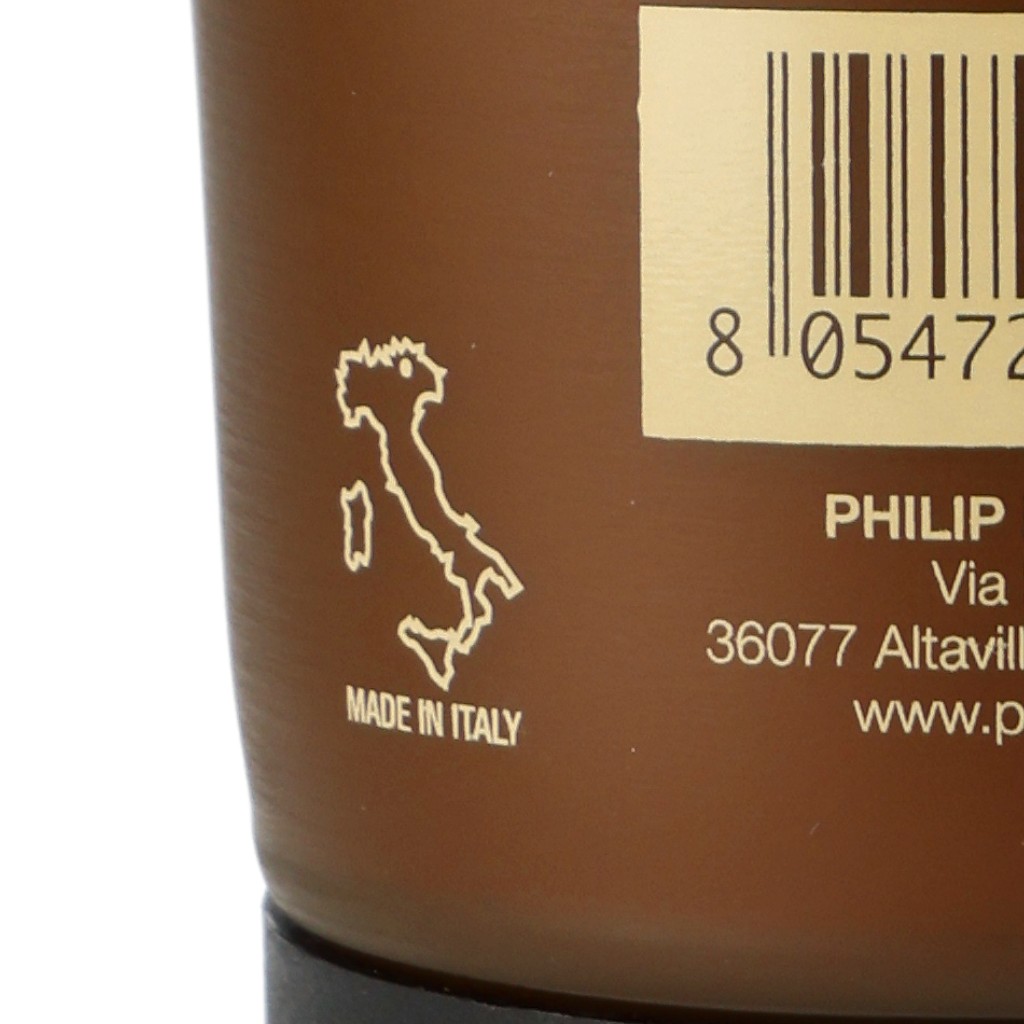 8 05472
PHILIP
Via
36077 Altavill
www.p
MADE IN ITALY